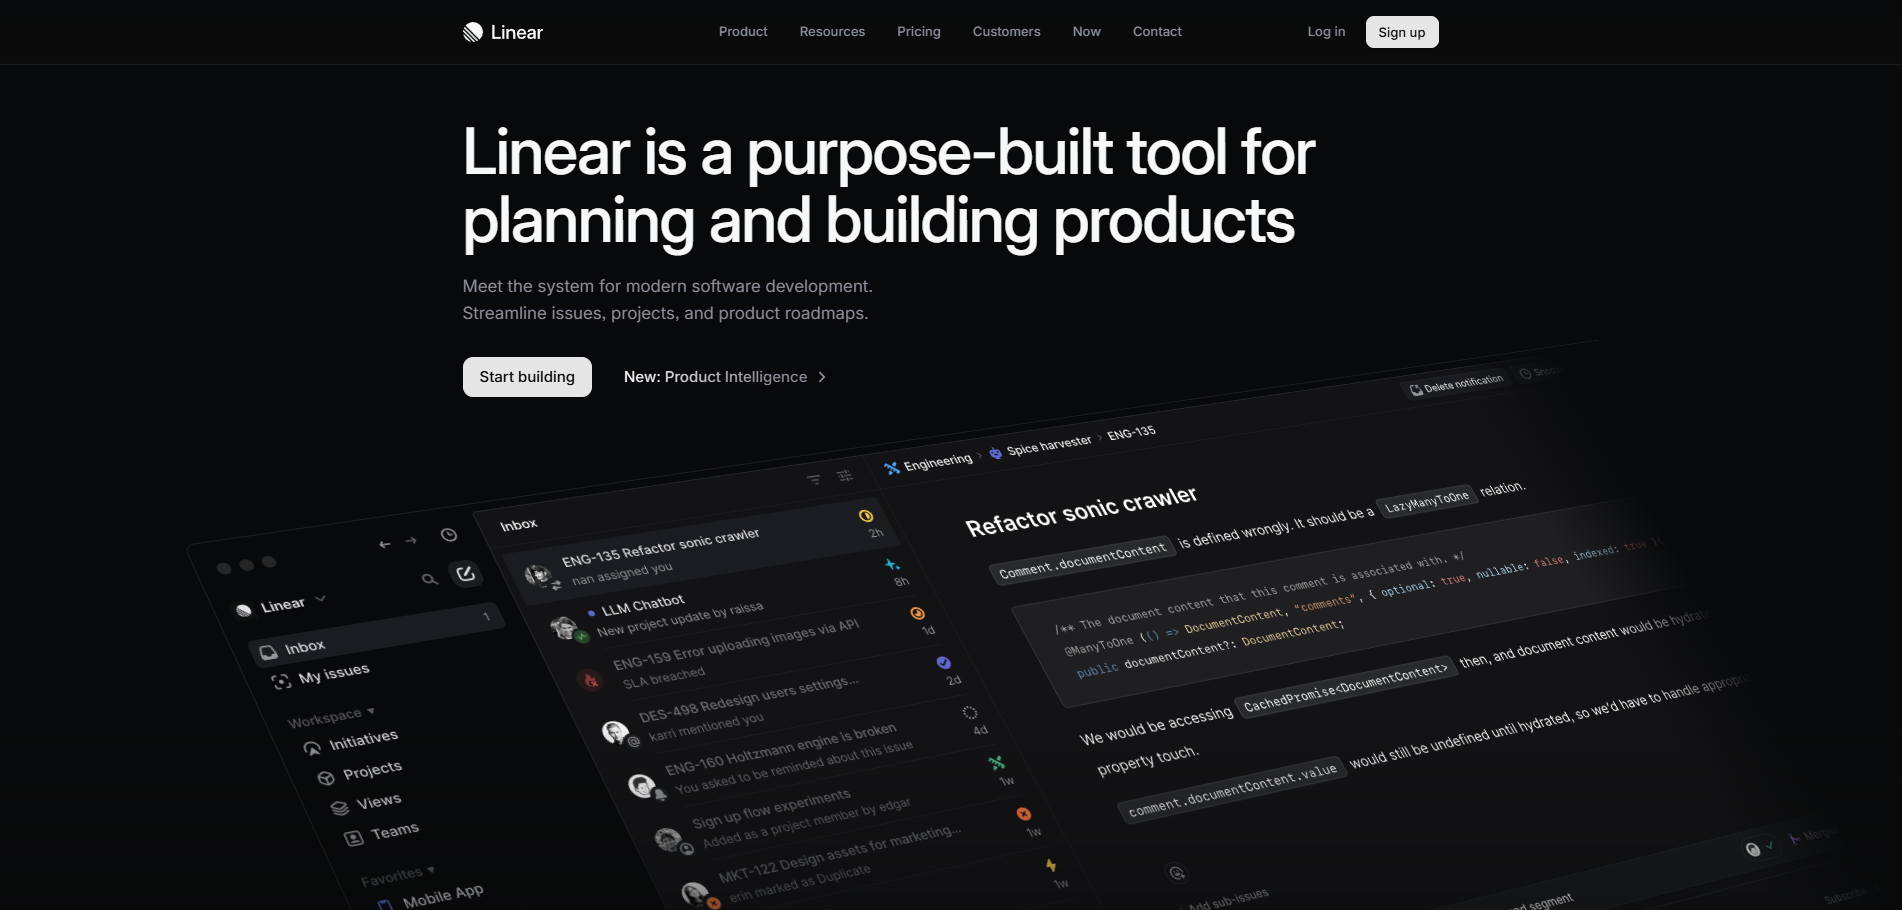 Linear
Product Resources Pricing Customers Now Contact
Log in
Sign up
Linear is a purpose-built tool for
planning and building products
Meet the system for modern software development.
Streamline issues, projects, and product roadmaps.
Start building
New: Product Intelligence
Linear
Inbox 1
My issues
Workspace
Initiatives
Projects
Views
Teams
Favorites
Mobile App
Inbox
ENG-135 Refactor sonic crawler
nan assigned you 2h
LLM Chatbot
New project update by raissa 8h
ENG-159 Error uploading images via API
SLA breached 1d
DES-498 Redesign users settings...
karri mentioned you 2d
ENG-160 Holtzmann engine is broken
You asked to be reminded about this issue 4d
Sign up flow experiments
Added as a project member by edgar 1w
MKT-122 Design assets for marketing...
erin marked as Duplicate 1w
1w
Engineering › Spice harvester › ENG-135
Delete notification
Refactor sonic crawler
Comment.documentContent is defined wrongly. It should be a LazyManyToOne relation.
/** The document content that this comment is associated with. */
@ManyToOne (() => DocumentContent, "comments", { optional: true, nullable: false, indexed: true })
public documentContent?: DocumentContent;
We would be accessing CachedPromise<DocumentContent> then, and document content would be
property touch.
comment.documentContent.value would still be undefined until hydrated, so we'd have to handle
Add sub-issues
segment